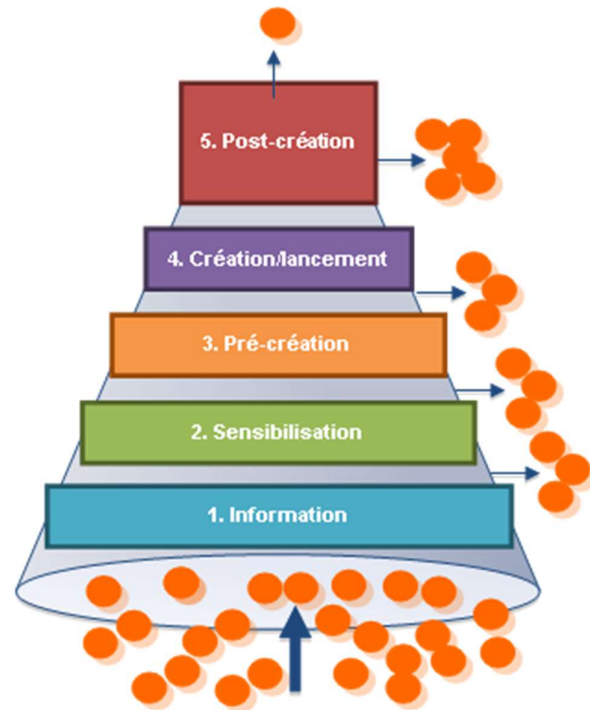 5. Post-création
4. Création/lancement
3. Pré-création
2. Sensibilisation
1. Information